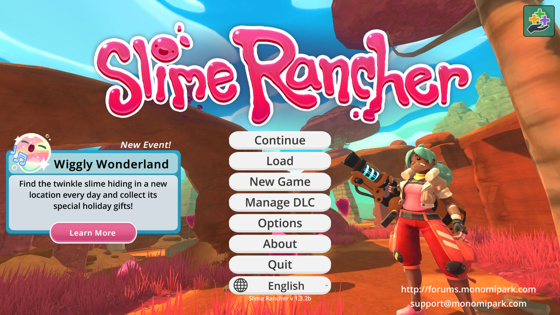 Slime Rancher
New Event!
Wiggly Wonderland
Find the twinkle slime hiding in a new
location every day and collect its
special holiday gifts!
Learn More
Continue
Load
New Game
Manage DLC
Options
About
Quit
English
Slime Rancher v 1.3.2b
http://forums.monomipark.com
support@monomipark.com